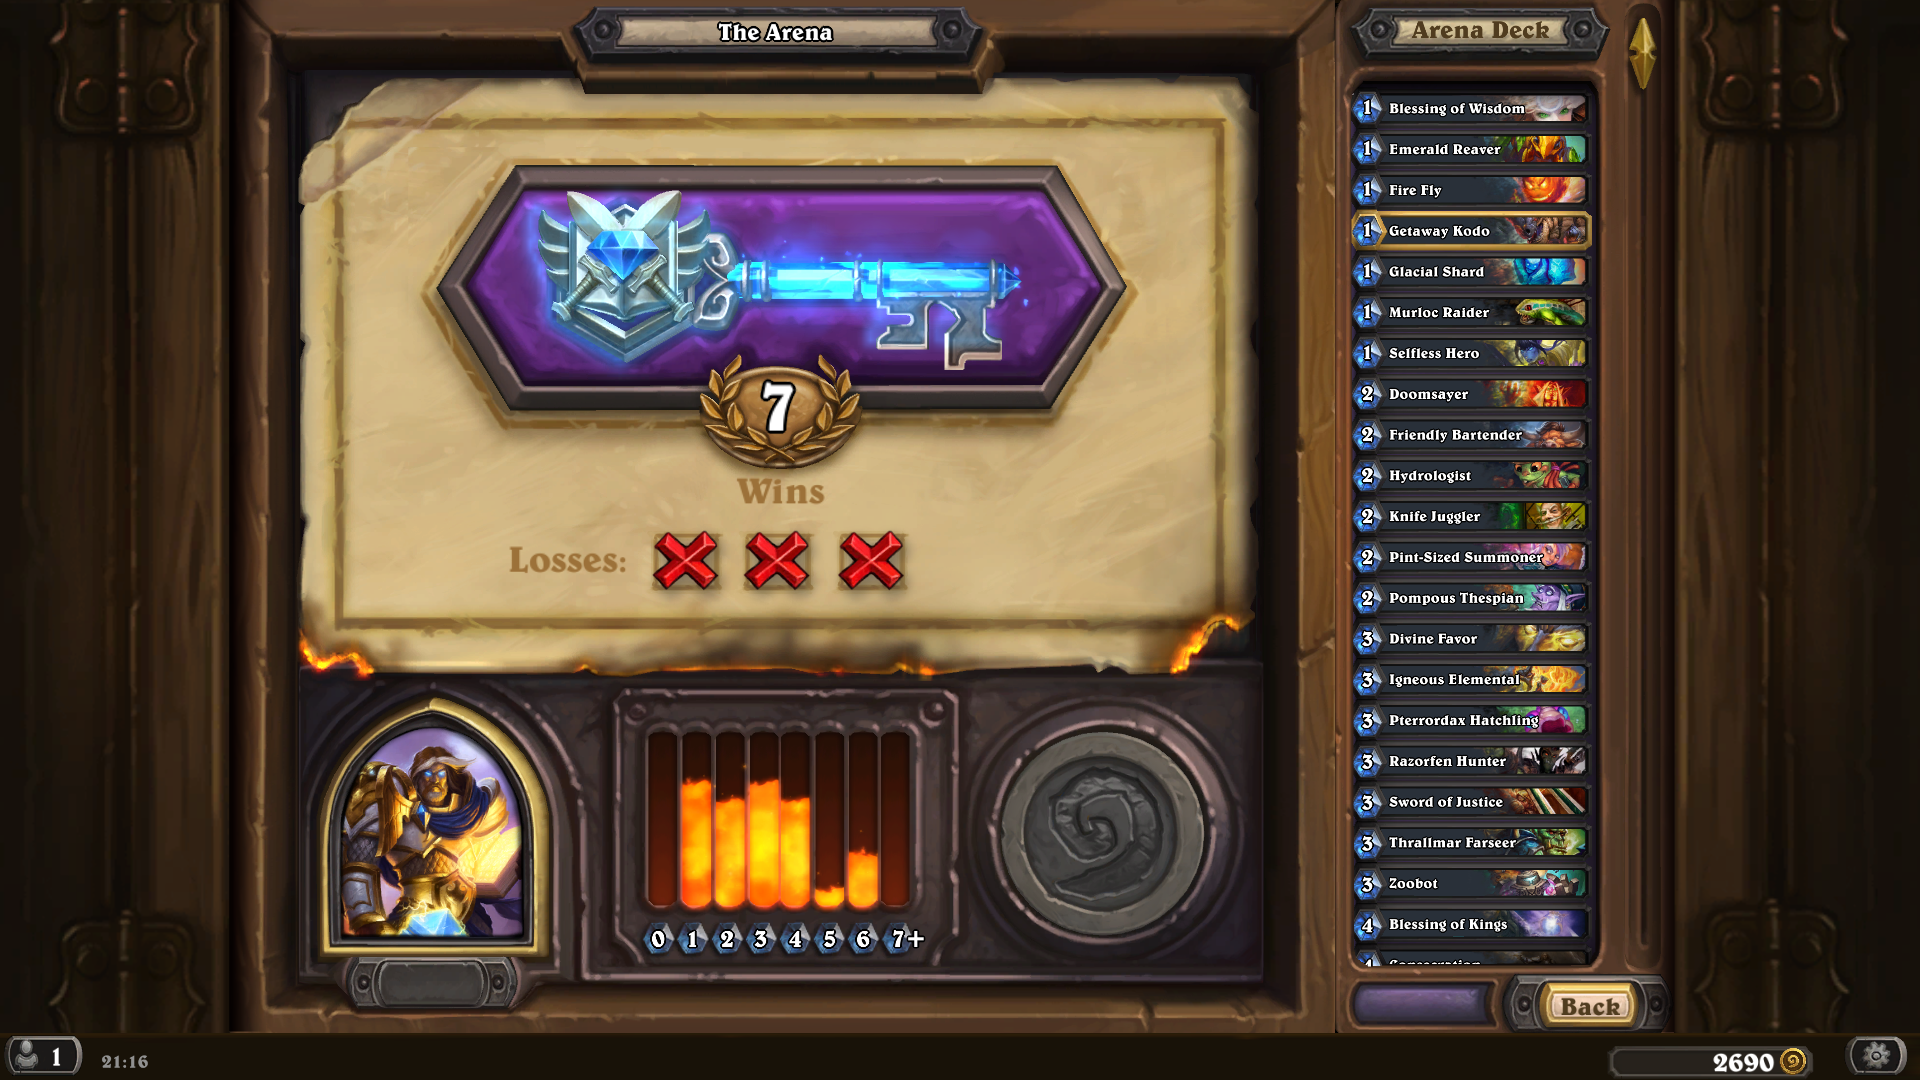 The Arena
7
Wins
Losses:
0 1 2 3 4 5 6 7+
Arena Deck
1 Blessing of Wisdom
1 Emerald Reaver
1 Fire Fly
1 Getaway Kodo
1 Glacial Shard
1 Murloc Raider
1 Selfless Hero
2 Doomsayer
2 Friendly Bartender
2 Hydrologist
2 Knife Juggler
2 Pint-Sized Summoner
2 Pompous Thespian
3 Divine Favor
3 Igneous Elemental
3 Pterrordax Hatchling
3 Razorfen Hunter
3 Sword of Justice
3 Thrallmar Farseer
3 Zoobot
4 Blessing of Kings
4 Consecration
Back
1
21:16
2690